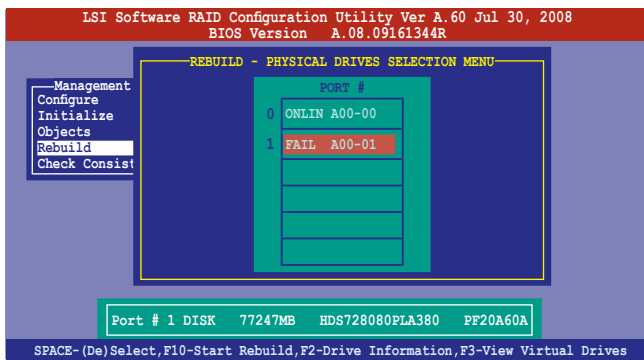 LSI Software RAID Configuration Utility Ver A.60 Jul 30, 2008
BIOS Version A.08.09161344R
REBUILD - PHYSICAL DRIVES SELECTION MENU
Management
Configure
Initialize
Objects
Rebuild
Check Consist
PORT #
0 ONLIN A00-00
1 FAIL A00-01
Port # 1 DISK 77247MB HDS728080PLA380 PF20A60A
SPACE-(De)Select,F10-Start Rebuild,F2-Drive Information,F3-View Virtual Drives